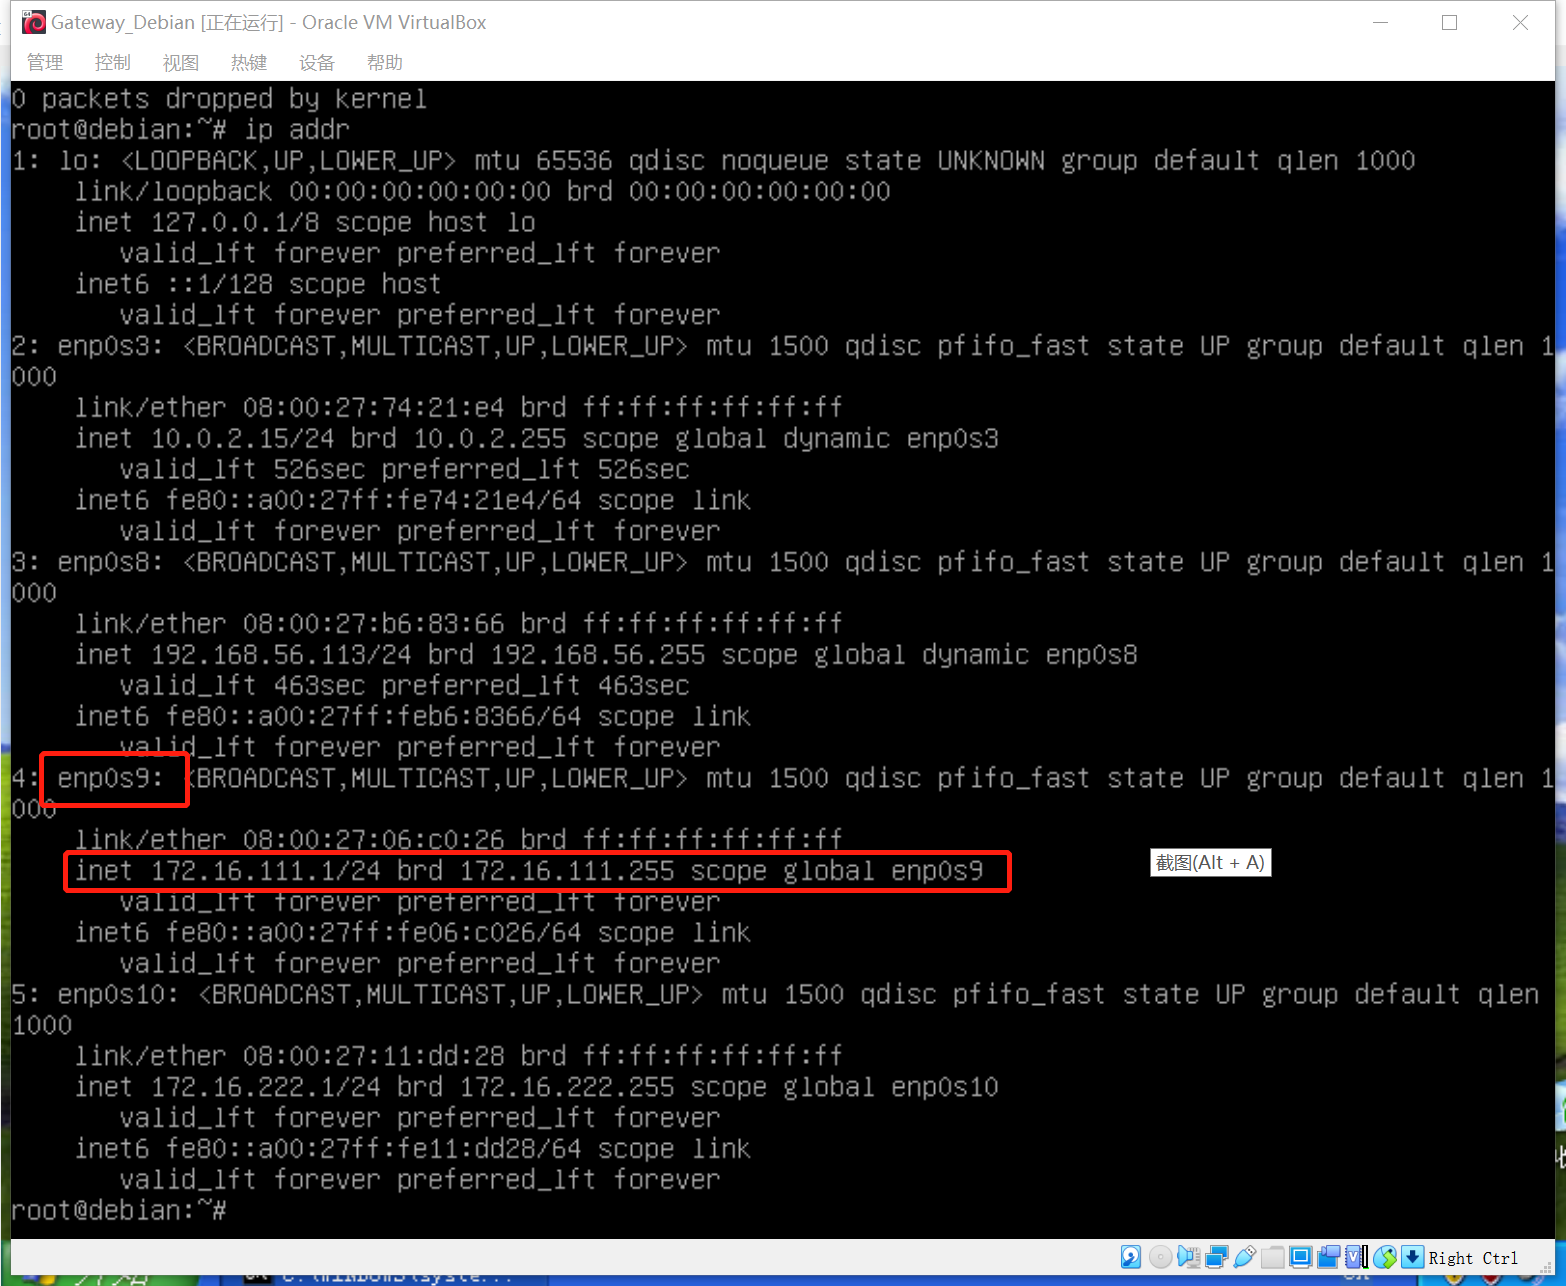 Gateway_Debian [正在运行] - Oracle VM VirtualBox
管理 控制 视图 热键 设备 帮助
0 packets dropped by kernel
root@debian:~# ip addr
1: lo: <LOOPBACK,UP,LOWER_UP> mtu 65536 qdisc noqueue state UNKNOWN group default qlen 1000
link/loopback 00:00:00:00:00:00 brd 00:00:00:00:00:00
inet 127.0.0.1/8 scope host lo
valid_lft forever preferred_lft forever
inet6 ::1/128 scope host
valid_lft forever preferred_lft forever
2: enp0s3: <BROADCAST,MULTICAST,UP,LOWER_UP> mtu 1500 qdisc pfifo_fast state UP group default qlen 1
000
link/ether 08:00:27:74:21:e4 brd ff:ff:ff:ff:ff:ff
inet 10.0.2.15/24 brd 10.0.2.255 scope global dynamic enp0s3
valid_lft 526sec preferred_lft 526sec
inet6 fe80::a00:27ff:fe74:21e4/64 scope link
valid_lft forever preferred_lft forever
3: enp0s8: <BROADCAST,MULTICAST,UP,LOWER_UP> mtu 1500 qdisc pfifo_fast state UP group default qlen 1
000
link/ether 08:00:27:b6:83:66 brd ff:ff:ff:ff:ff:ff
inet 192.168.56.113/24 brd 192.168.56.255 scope global dynamic enp0s8
valid_lft 463sec preferred_lft 463sec
inet6 fe80::a00:27ff:feb6:8366/64 scope link
valid_lft forever preferred_lft forever
4: enp0s9: <BROADCAST,MULTICAST,UP,LOWER_UP> mtu 1500 qdisc pfifo_fast state UP group default qlen 1
000
link/ether 08:00:27:06:c0:26 brd ff:ff:ff:ff:ff:ff
inet 172.16.111.1/24 brd 172.16.111.255 scope global enp0s9
截图(Alt + A)
valid_lft forever preferred_lft forever
inet6 fe80::a00:27ff:fe06:c026/64 scope link
valid_lft forever preferred_lft forever
5: enp0s10: <BROADCAST,MULTICAST,UP,LOWER_UP> mtu 1500 qdisc pfifo_fast state UP group default qlen
1000
link/ether 08:00:27:11:dd:28 brd ff:ff:ff:ff:ff:ff
inet 172.16.222.1/24 brd 172.16.222.255 scope global enp0s10
valid_lft forever preferred_lft forever
inet6 fe80::a00:27ff:fe11:dd28/64 scope link
valid_lft forever preferred_lft forever
root@debian:~#
Right Ctrl